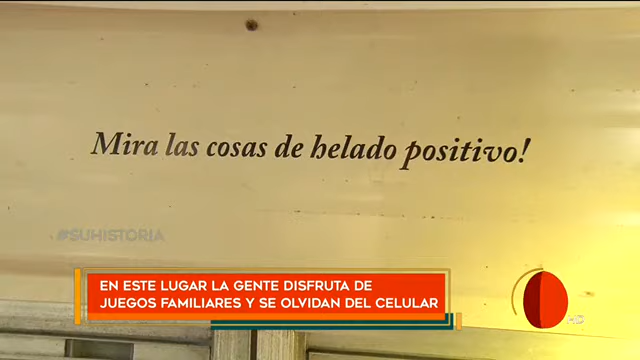 Mira las cosas de helado positivo!
#SUHISTORIA
EN ESTE LUGAR LA GENTE DISFRUTA DE
JUEGOS FAMILIARES Y SE OLVIDAN DEL CELULAR